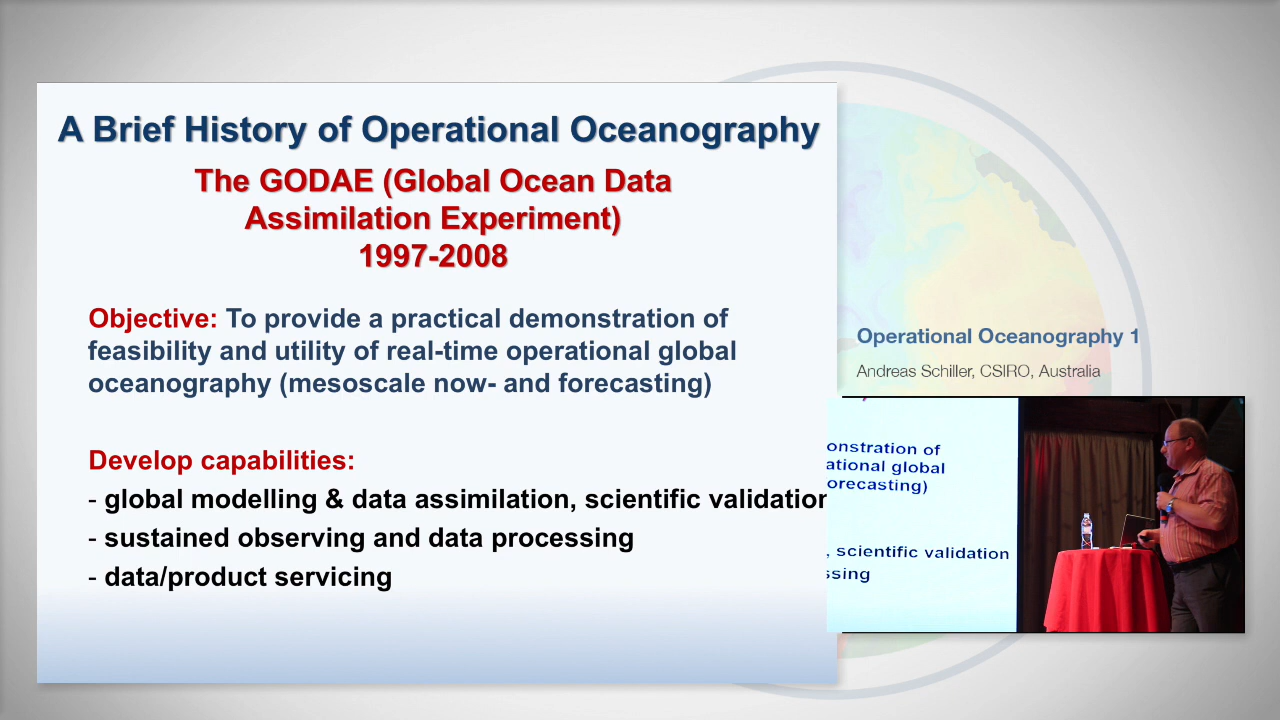 A Brief History of Operational Oceanography
The GODAE (Global Ocean Data
Assimilation Experiment)
1997-2008
Objective: To provide a practical demonstration of
feasibility and utility of real-time operational global
oceanography (mesoscale now- and forecasting)
Develop capabilities:
- global modelling & data assimilation, scientific validation
- sustained observing and data processing
- data/product servicing
Operational Oceanography 1
Andreas Schiller, CSIRO, Australia
onstration of
ational global
orecasting)
, scientific validation
ssing